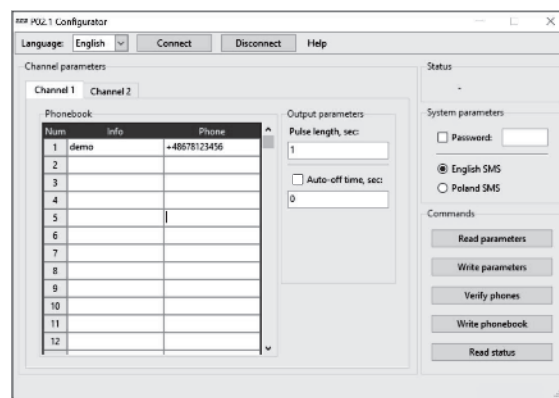 P02.1 Configurator
Language: English Connect Disconnect Help
Channel parameters
Channel 1 Channel 2
Phonebook
Num Info Phone
1 demo +48678123456
2
3
4
5
6
7
8
9
10
11
12
Output parameters
Pulse length, sec:
1
Auto-off time, sec:
0
Status
-
System parameters
Password:
English SMS
Poland SMS
Commands
Read parameters
Write parameters
Verify phones
Write phonebook
Read status